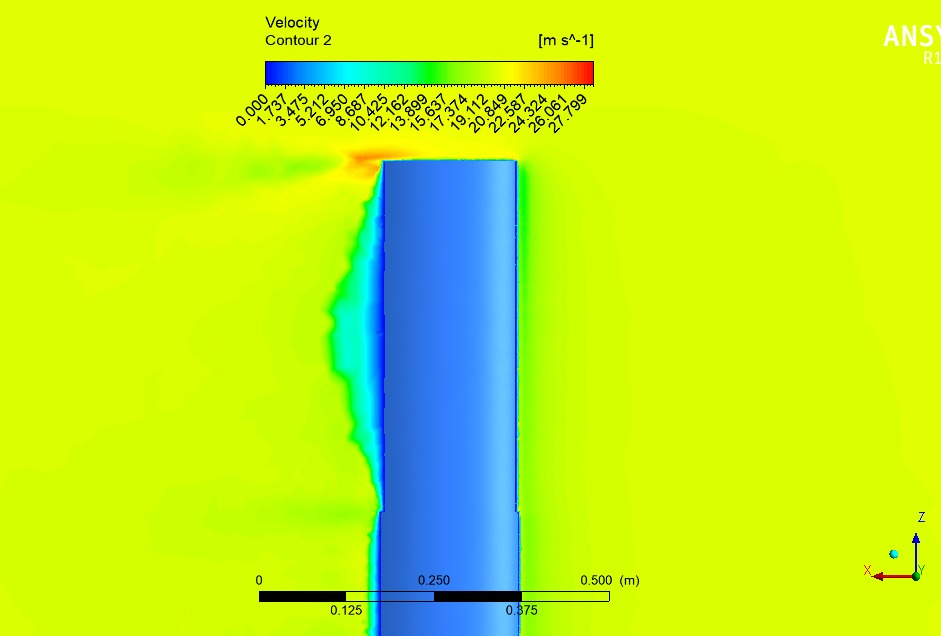 Velocity
Contour 2 [m s^-1]
0.000 1.737 3.475 5.212 6.950 8.687 10.425 12.162 13.899 15.637 17.374 19.112 20.849 22.587 24.324 26.061 27.799
ANSY
R1
Z
X Y
0 0.250 0.500 (m)
0.125 0.375